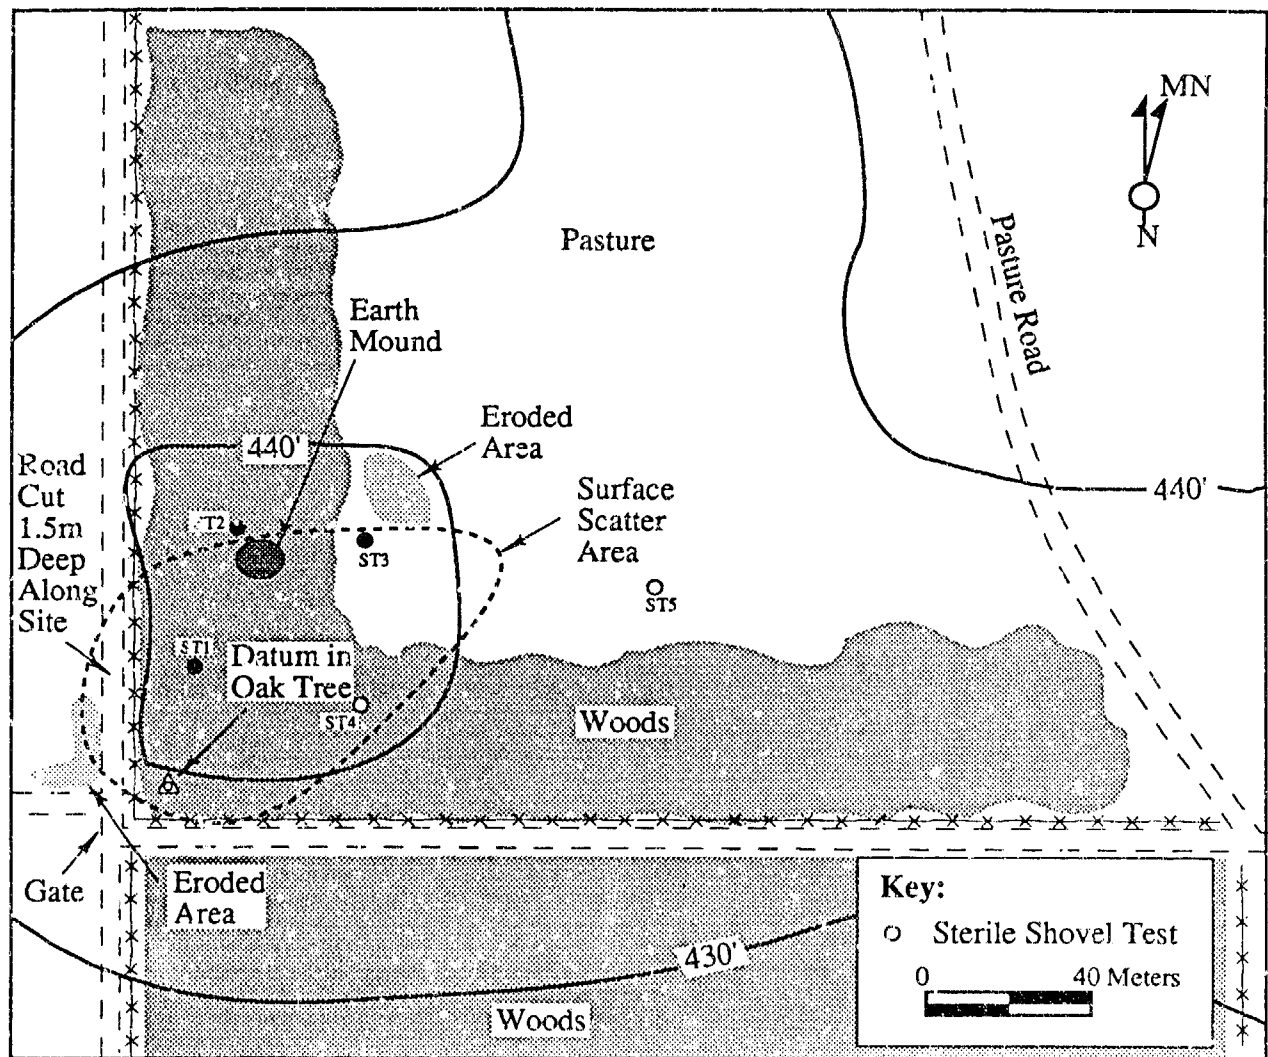 MN
N
Pasture
Pasture Road
Earth
Mound
Eroded
Area
440'
Road
Cut
1.5m
Deep
Along
Site
Surface
Scatter
Area
440'
ST3
ST5
ST1
Datum in
Oak Tree
ST4
Woods
Gate
Eroded
Area
Key:
Sterile Shovel Test
0 40 Meters
430'
Woods